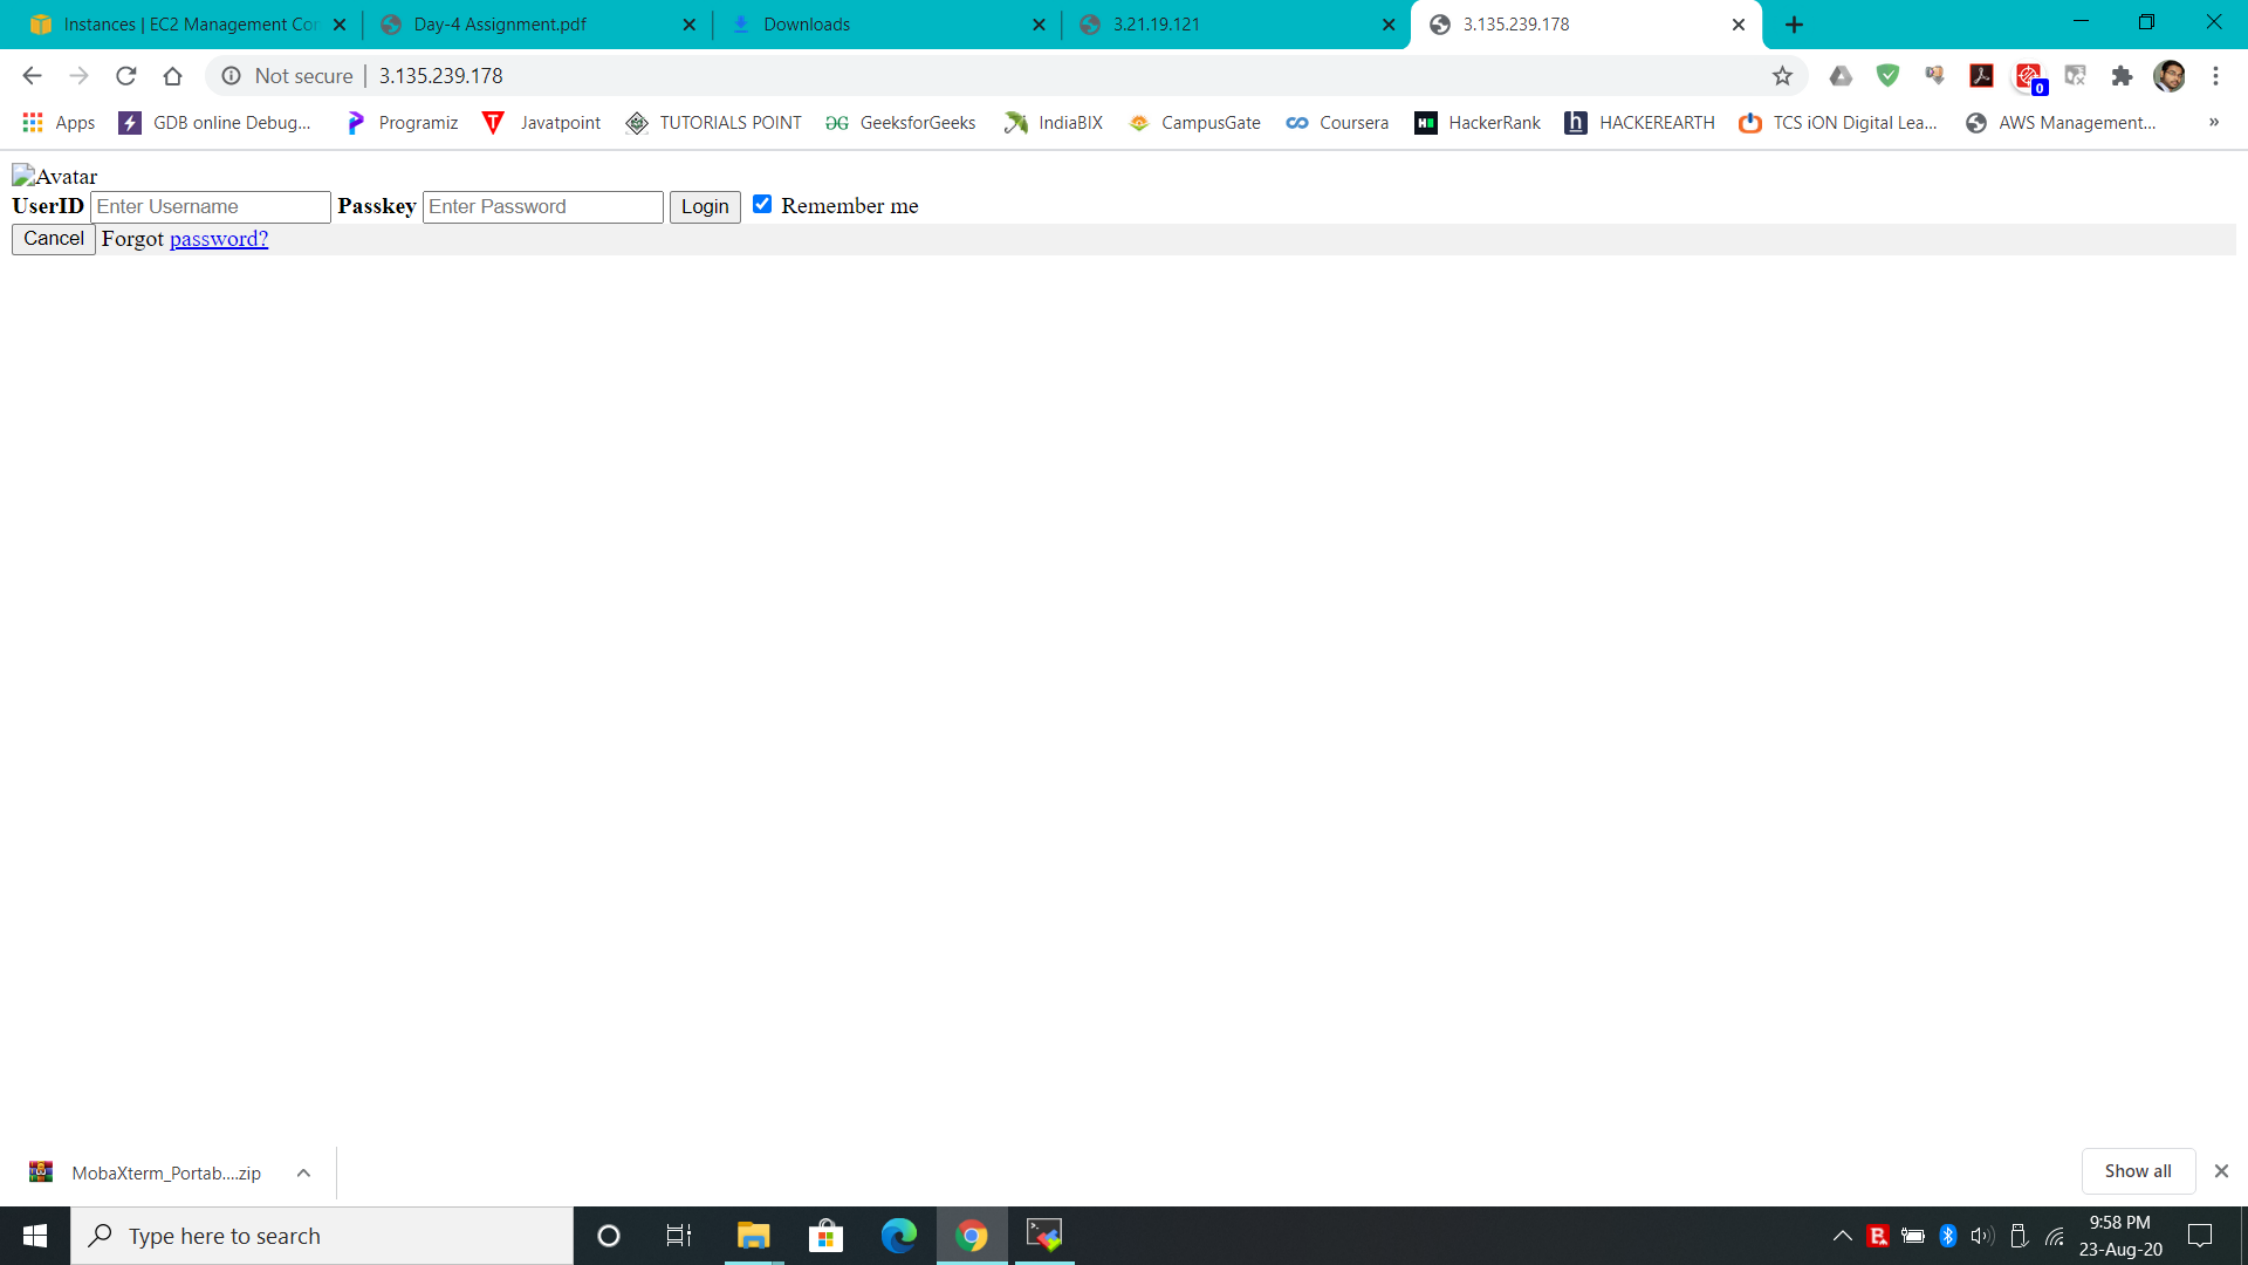 Instances | EC2 Management Con
Day-4 Assignment.pdf
Downloads
3.21.19.121
3.135.239.178
Not secure | 3.135.239.178
0
Apps
GDB online Debug...
Programiz
Javatpoint
TUTORIALS POINT
GeeksforGeeks
IndiaBIX
CampusGate
Coursera
HackerRank
HACKEREARTH
TCS iON Digital Lea...
AWS Management...
»
Avatar
UserID Enter Username Passkey Enter Password Login Remember me
Cancel Forgot password?
MobaXterm_Portab....zip
Show all
Type here to search
9:58 PM
23-Aug-20